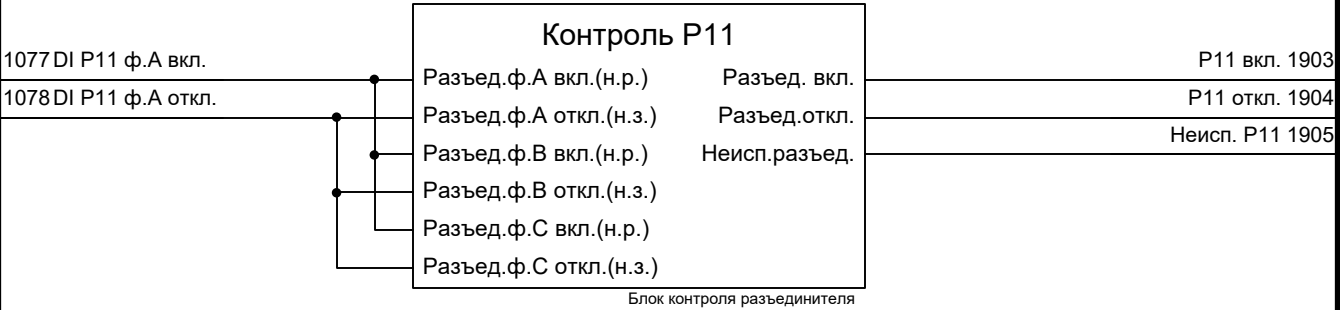 Контроль Р11
1077 DI Р11 ф.А вкл.
1078 DI Р11 ф.А откл.
Разъед.ф.А вкл.(н.р.)
Разъед.ф.А откл.(н.з.)
Разъед.ф.В вкл.(н.р.)
Разъед.ф.В откл.(н.з.)
Разъед.ф.С вкл.(н.р.)
Разъед.ф.С откл.(н.з.)
Разъед. вкл.
Разъед.откл.
Неисп.разъед.
Р11 вкл. 1903
Р11 откл. 1904
Неисп. Р11 1905
Блок контроля разъединителя